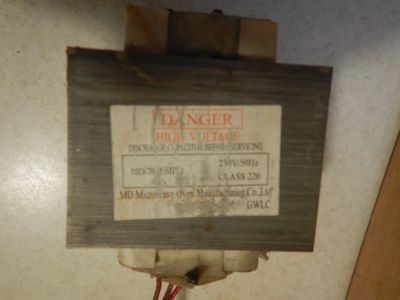 DANGER
HIGH VOLTAGE
DISCHARGE CAPACITOR BEFORE SERVICING
230V/50Hz
CLASS 220
MD Microwave Oven Manufacturing.Co.,Ltd
GWLC